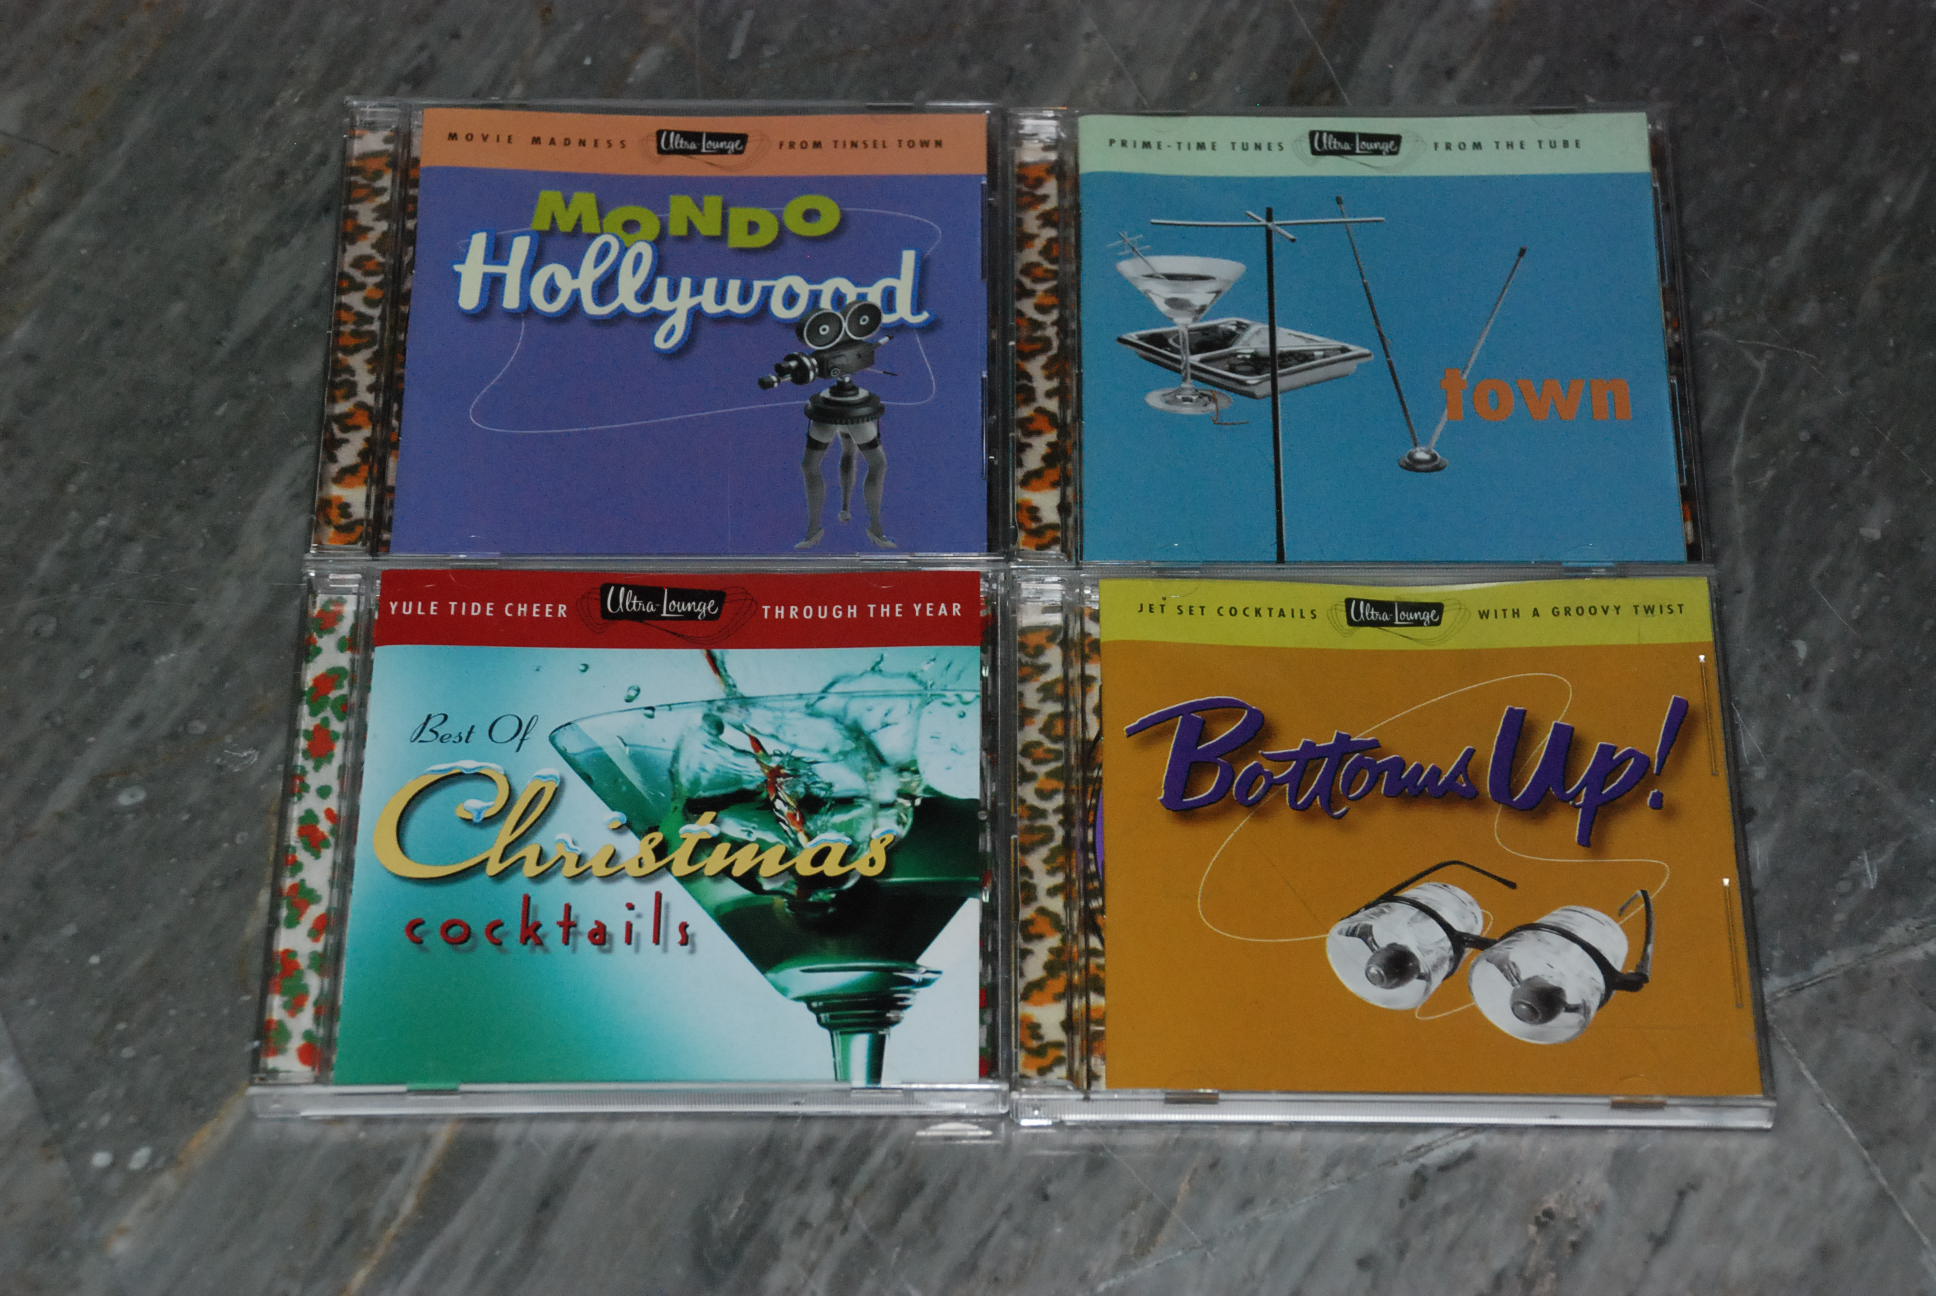 MOVIE MADNESS Ultra-Lounge FROM TINSEL TOWN
MONDO
Hollywood
PRIME-TIME TUNES Ultra-Lounge FROM THE TUBE
TV
town
YULE TIDE CHEER Ultra-Lounge THROUGH THE YEAR
Best Of
Christmas
cocktails
JET SET COCKTAILS Ultra-Lounge WITH A GROOVY TWIST
Bottoms Up!